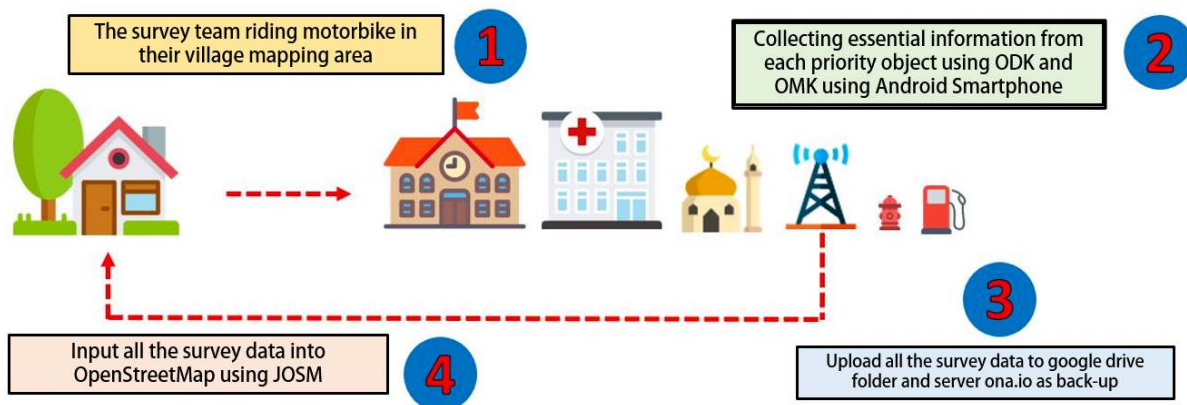 The survey team riding motorbike in
their village mapping area
1
Collecting essential information from
each priority object using ODK and
OMK using Android Smartphone
2
3
Upload all the survey data to google drive
folder and server ona.io as back-up
Input all the survey data into
OpenStreetMap using JOSM
4